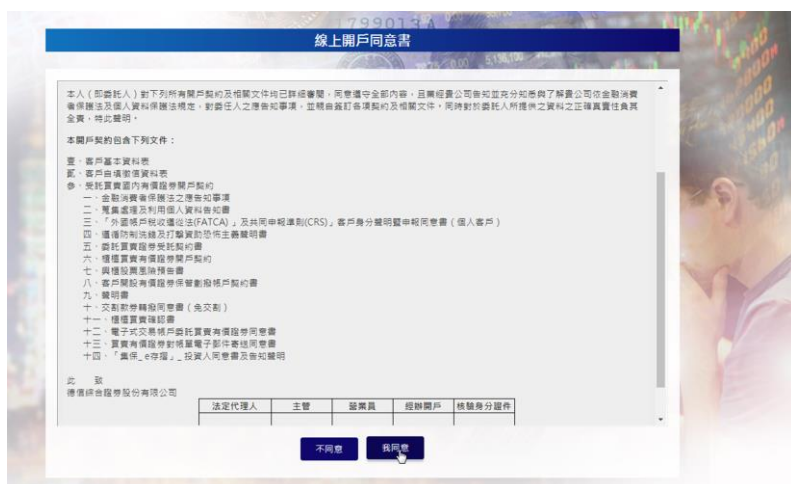 1799013A
線上開戶同意書
5,136,100
本人（即委託人）對下列所有開戶契約及相關文件均已詳細審閱，同意遵守全部內容，且業經貴公司告知並充分知悉與了解貴公司依金融消費
者保護法及個人資料保護法規定，對委任人之應告知事項，並親自簽訂各項契約及相關文件，同時對於委託人所提供之資料之正確真實性負其
全責，特此聲明。
本開戶契約包含下列文件：
壹、客戶基本資料表
貳、客戶自填徵信資料表
參、受託買賣國內有價證券開戶契約
一、金融消費者保護法之應告知事項
二、蒐集處理及利用個人資料告知書
三、「外國帳戶稅收遵從法(FATCA)」及共同申報準則(CRS)」客戶身分聲明暨申報同意書（個人客戶）
四、遵循防制洗錢及打擊資助恐怖主義聲明書
五、委託買賣證券受託契約書
六、櫃檯買賣有價證券開戶契約
七、興櫃股票風險預告書
八、客戶開設有價證券保管劃撥帳戶契約書
九、聲明書
十、交割款券轉撥同意書（免交割）
十一、櫃檯買賣確認書
十二、電子式交易帳戶委託買賣有價證券同意書
十三、買賣有價證券對帳單電子郵件寄送同意書
十四、「集保_e存摺」_投資人同意書及告知聲明
此 致
德信綜合證券股份有限公司
法定代理人 主管 營業員 經辦開戶 核驗身分證件
不同意 我同意